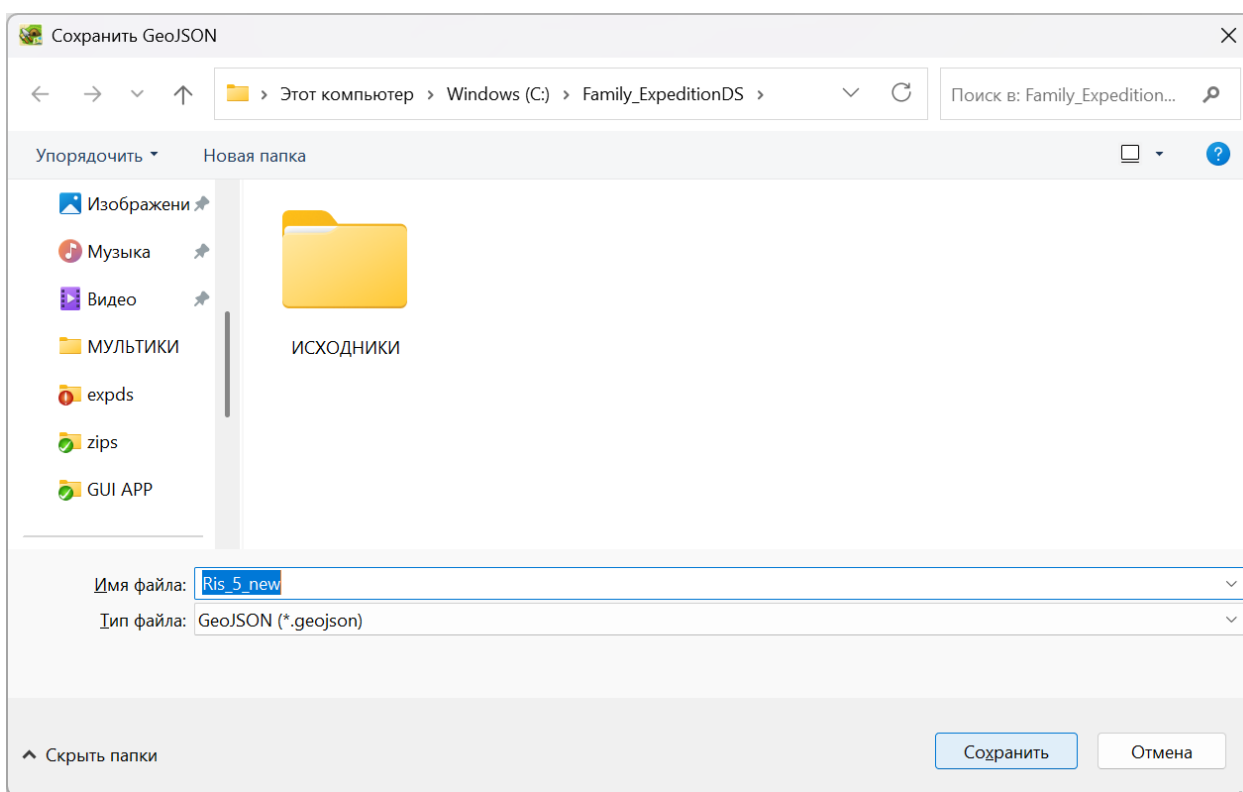 Сохранить GeoJSON
Этот компьютер > Windows (C:) > Family_ExpeditionDS >
Поиск в: Family_Expedition...
Упорядочить
Новая папка
?
Изображени
Музыка
Видео
МУЛЬТИКИ
expds
zips
GUI APP
ИСХОДНИКИ
Имя файла: Ris_5_new
Тип файла: GeoJSON (*.geojson)
Скрыть папки
Сохранить
Отмена